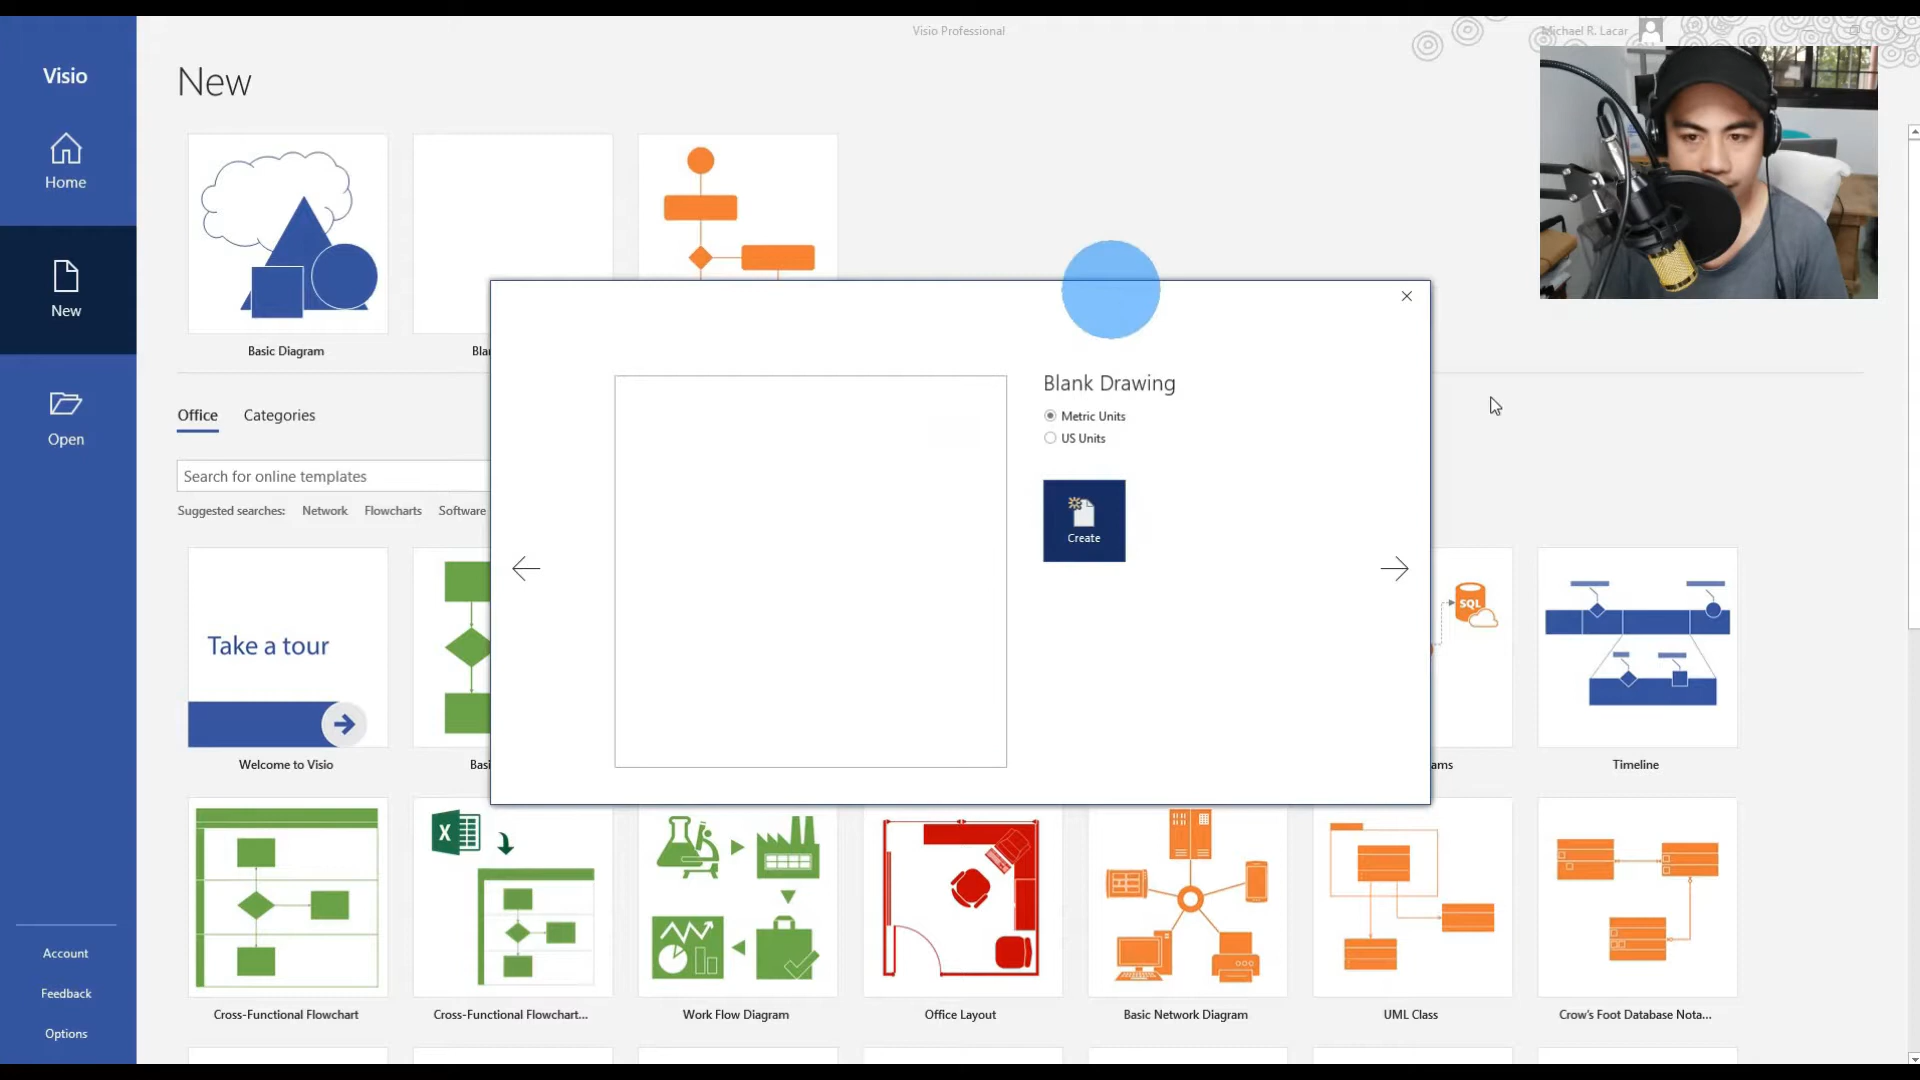 Visio Professional
Michael R. Lacar
Visio
New
Home
New
Open
Basic Diagram
Bla
Blank Drawing
Metric Units
US Units
Create
Office
Categories
Search for online templates
Suggested searches:
Network
Flowcharts
Software
Take a tour
SQL
Welcome to Visio
Basi
ams
Timeline
X
Cross-Functional Flowchart
Cross-Functional Flowchart...
Work Flow Diagram
Office Layout
Basic Network Diagram
UML Class
Crow's Foot Database Nota...
Account
Feedback
Options